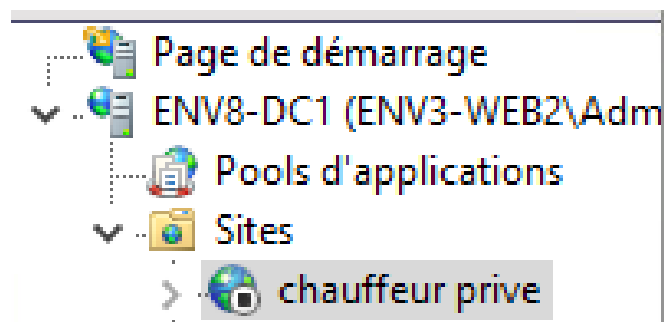 Page de démarrage
ENV8-DC1 (ENV3-WEB2\Adm
Pools d'applications
Sites
chauffeur prive